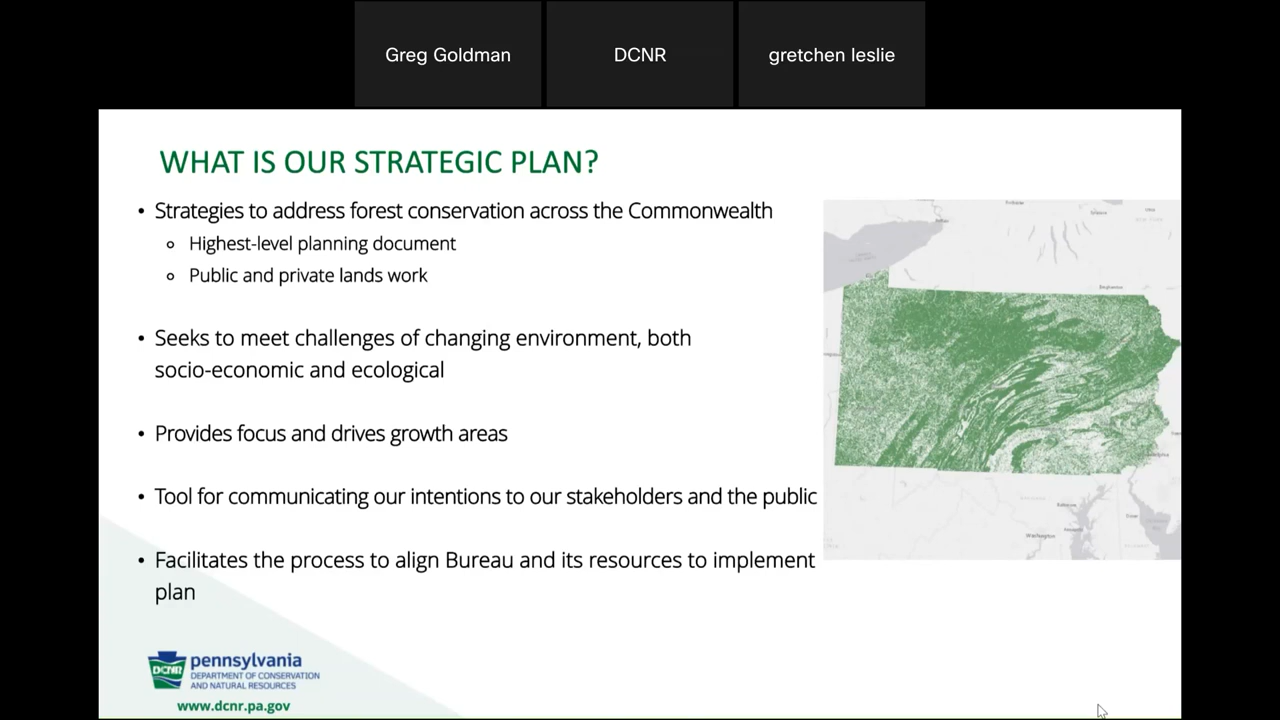 Greg Goldman
DCNR
gretchen leslie
WHAT IS OUR STRATEGIC PLAN?
• Strategies to address forest conservation across the Commonwealth
o Highest-level planning document
o Public and private lands work
• Seeks to meet challenges of changing environment, both
socio-economic and ecological
• Provides focus and drives growth areas
• Tool for communicating our intentions to our stakeholders and the public
• Facilitates the process to align Bureau and its resources to implement
plan
Washington
DCNR
pennsylvania
DEPARTMENT OF CONSERVATION
AND NATURAL RESOURCES
www.dcnr.pa.gov